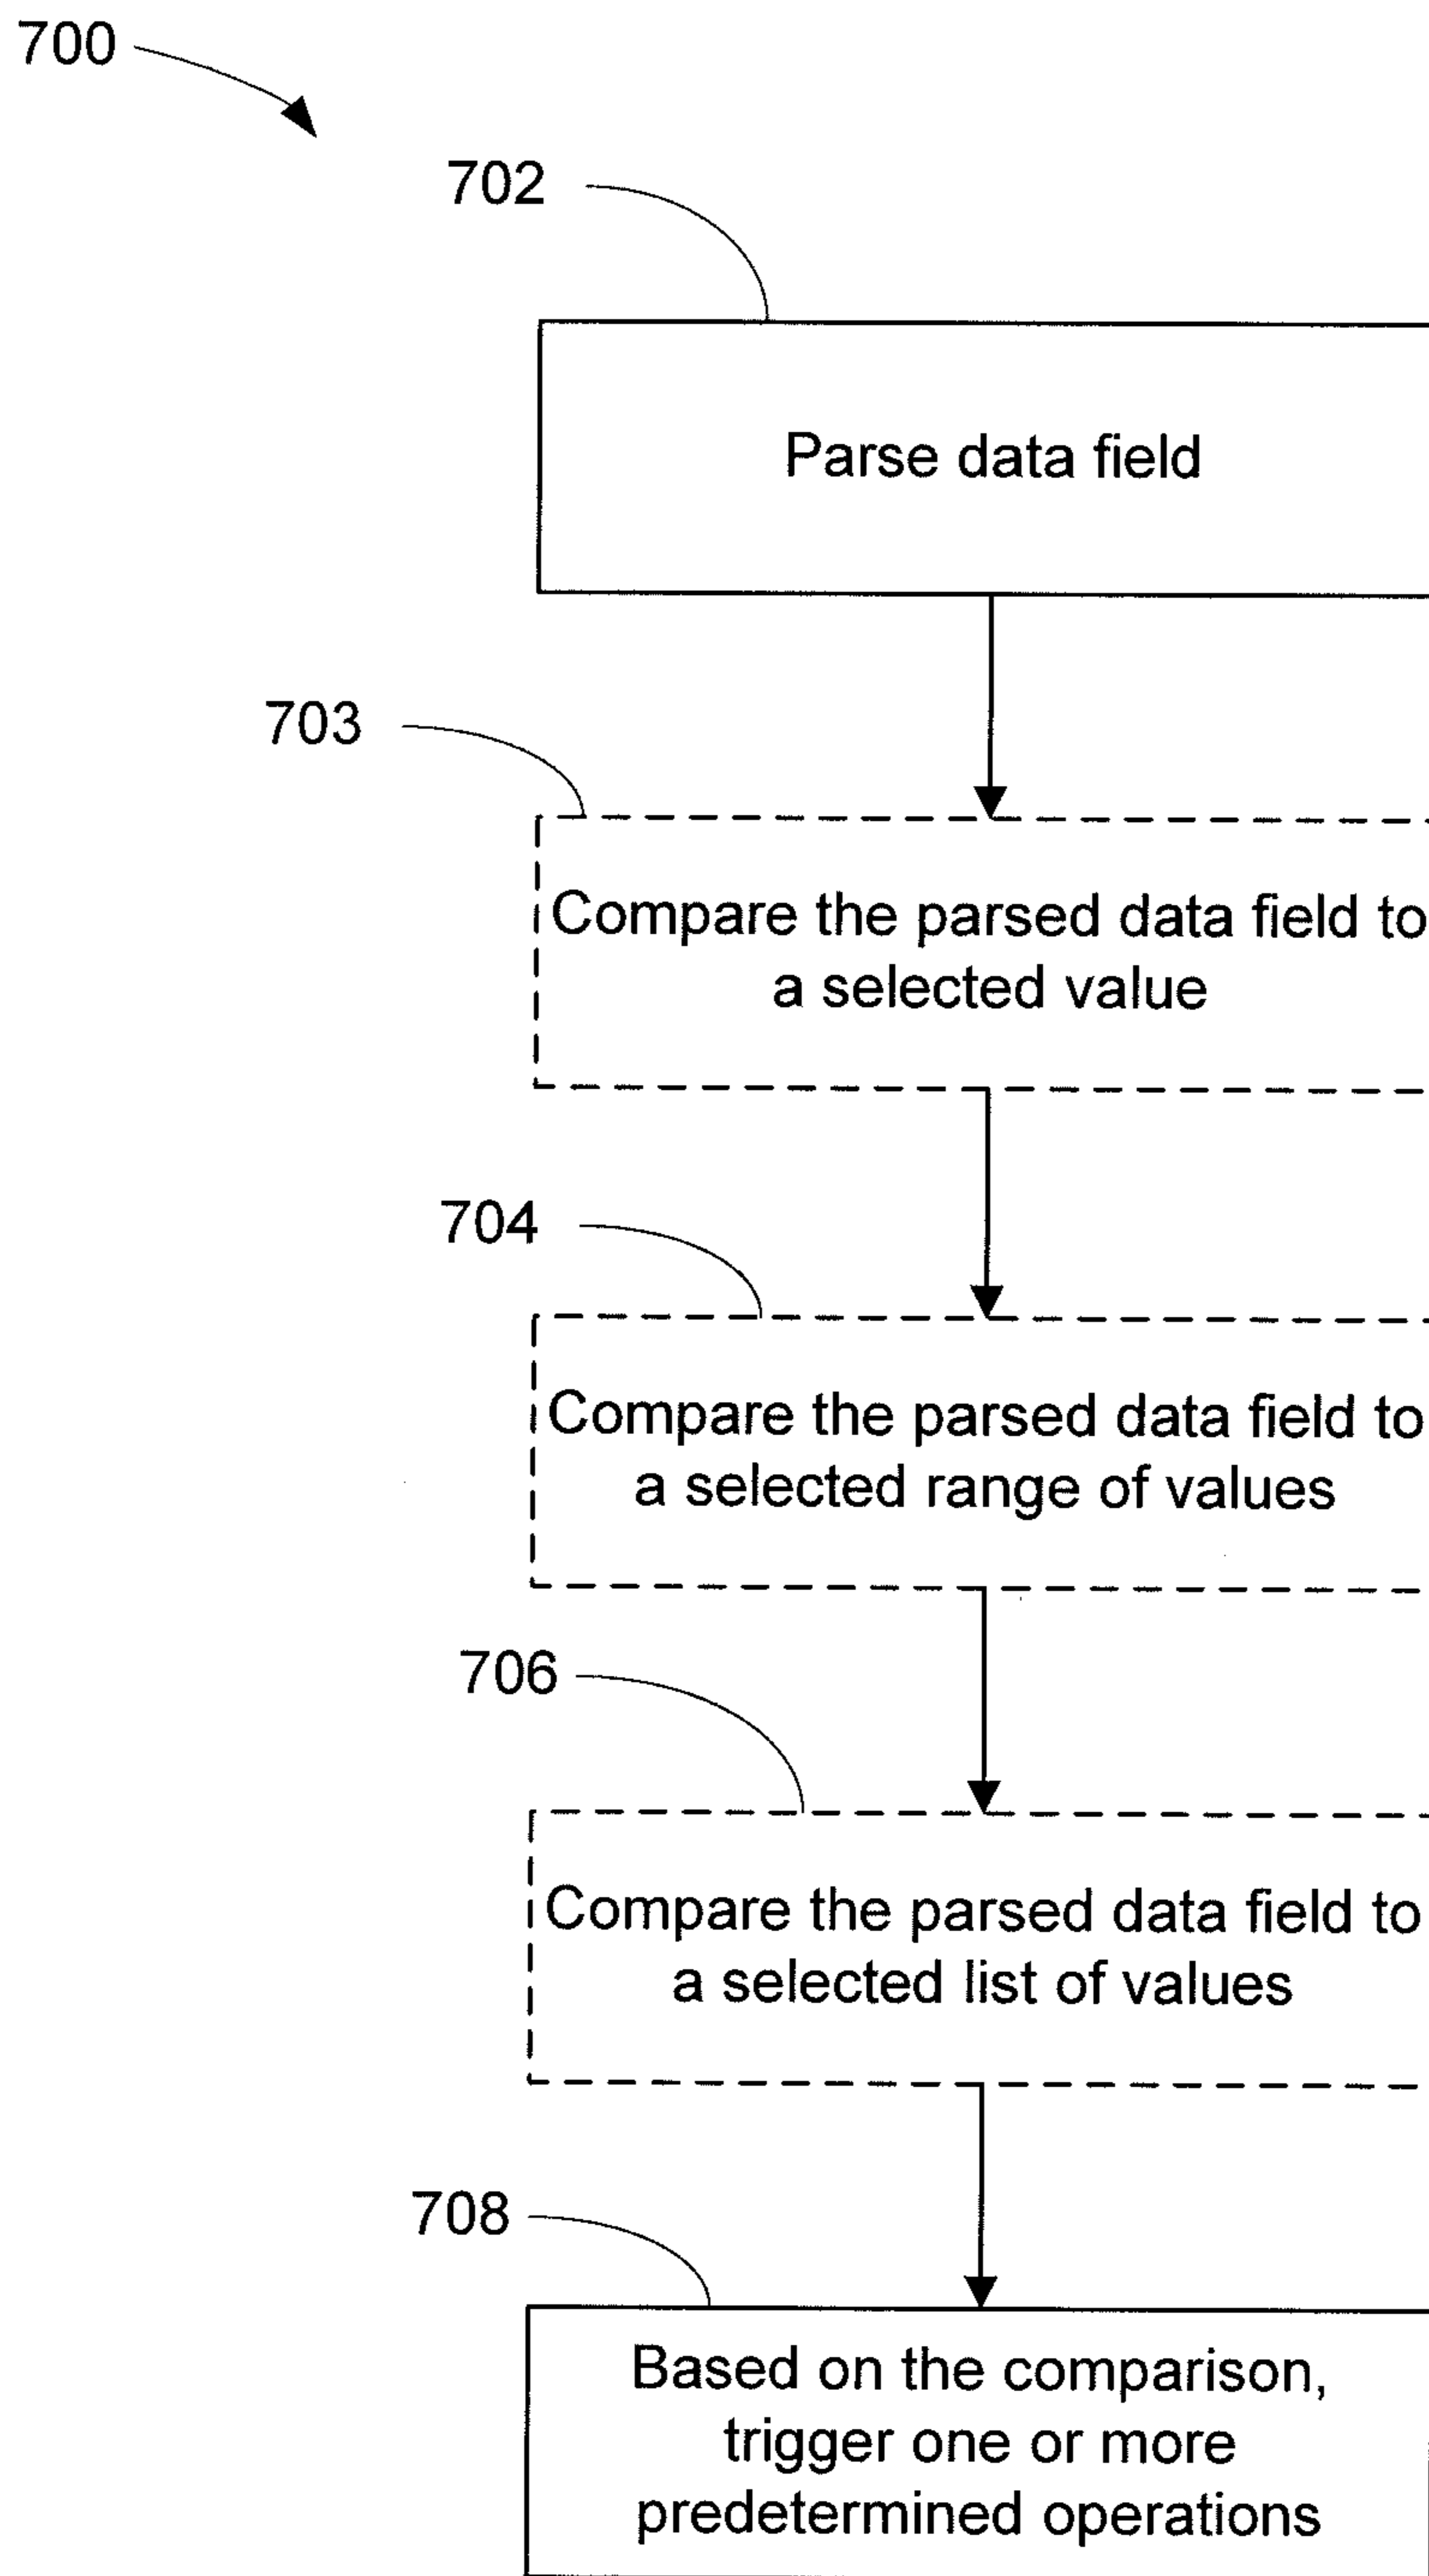 700
702
Parse data field
703
Compare the parsed data field to
a selected value
704
Compare the parsed data field to
a selected range of values
706
Compare the parsed data field to
a selected list of values
708
Based on the comparison,
trigger one or more
predetermined operations